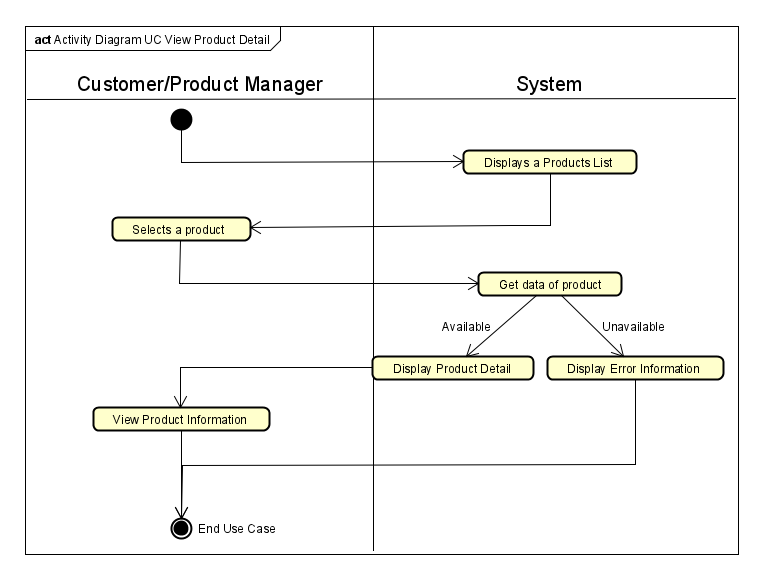 act Activity Diagram UC View Product Detail
Customer/Product Manager
System
Displays a Products List
Selects a product
Get data of product
Available
Unavailable
Display Product Detail
Display Error Information
View Product Information
End Use Case